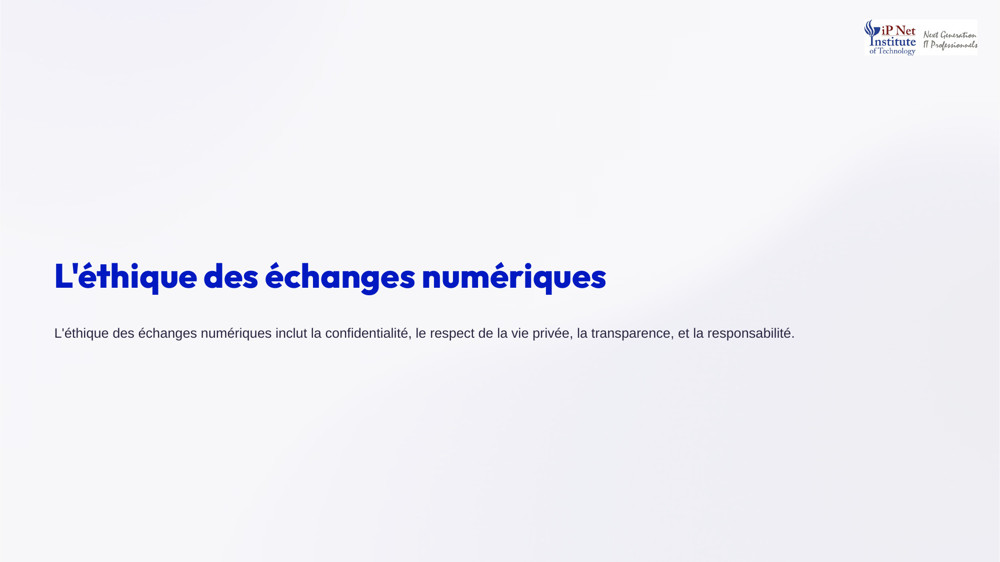 iP Net
Institute
of Technology
Next Generation
IT Professionnels
L'éthique des échanges numériques
L'éthique des échanges numériques inclut la confidentialité, le respect de la vie privée, la transparence, et la responsabilité.